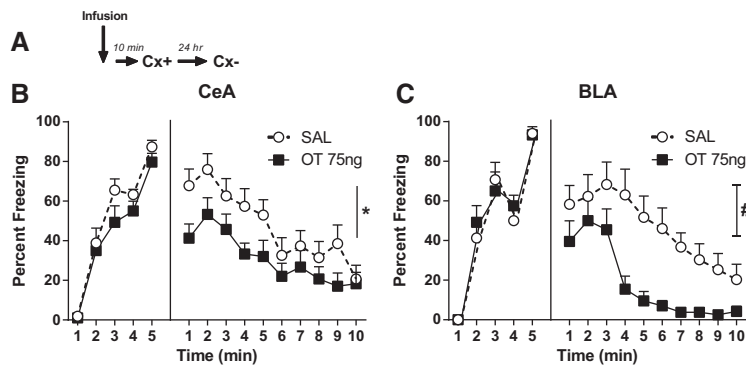 Infusion
A
10 min
24 hr
Cx+
Cx-
B
CeA
C
BLA
Percent Freezing
100
80
60
40
20
0
SAL
OT 75ng
*
1 2 3 4 5
1 2 3 4 5 6 7 8 9 10
Time (min)
Percent Freezing
100
80
60
40
20
0
SAL
OT 75ng
#
1 2 3 4 5
1 2 3 4 5 6 7 8 9 10
Time (min)